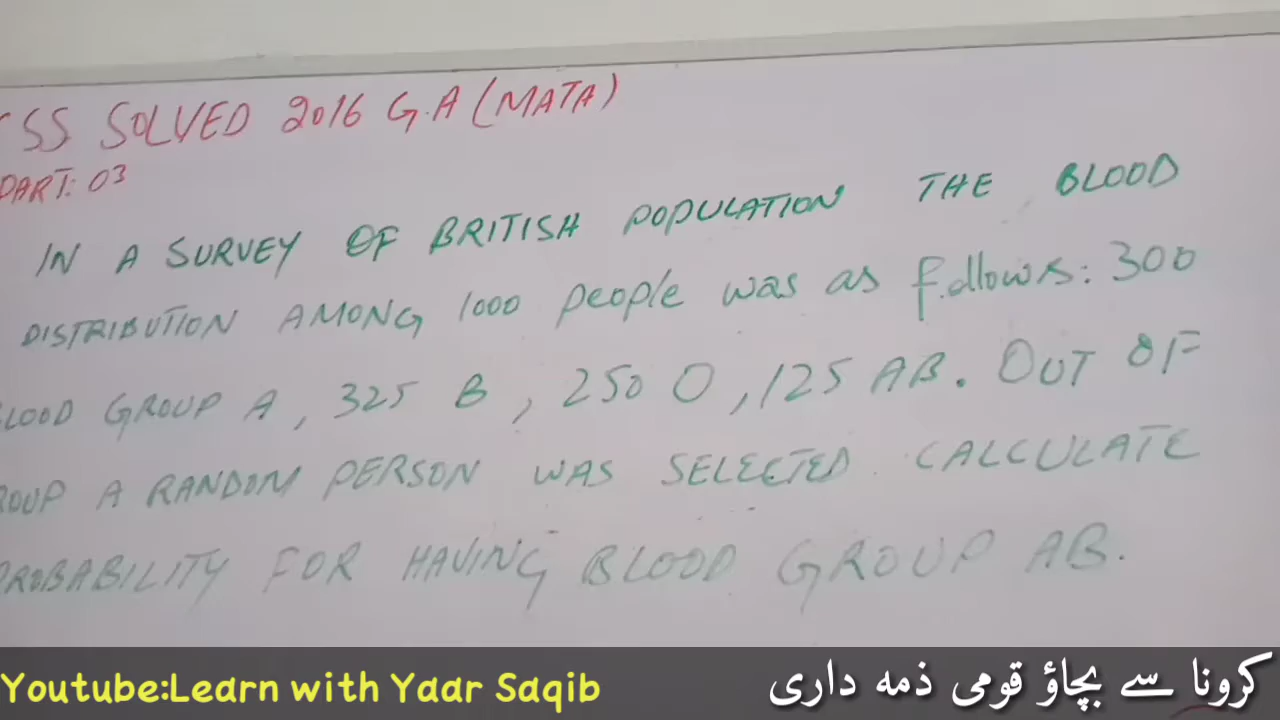 SS SOLVED 2016 G.A (MATA)
PART: 03
IN A SURVEY OF BRITISH POPULATION THE BLOOD
DISTRIBUTION AMONG 1000 people was as follows: 300
BLOOD GROUP A, 325 B, 250 O, 125 AB. OUT OF
ROUP A RANDOM PERSON WAS SELECTED. CALCULATE
PROBABILITY FOR HAVING BLOOD GROUP AB.
Youtube:Learn with Yaar Saqib
کرونا سے بچاؤ قومی ذمہ داری